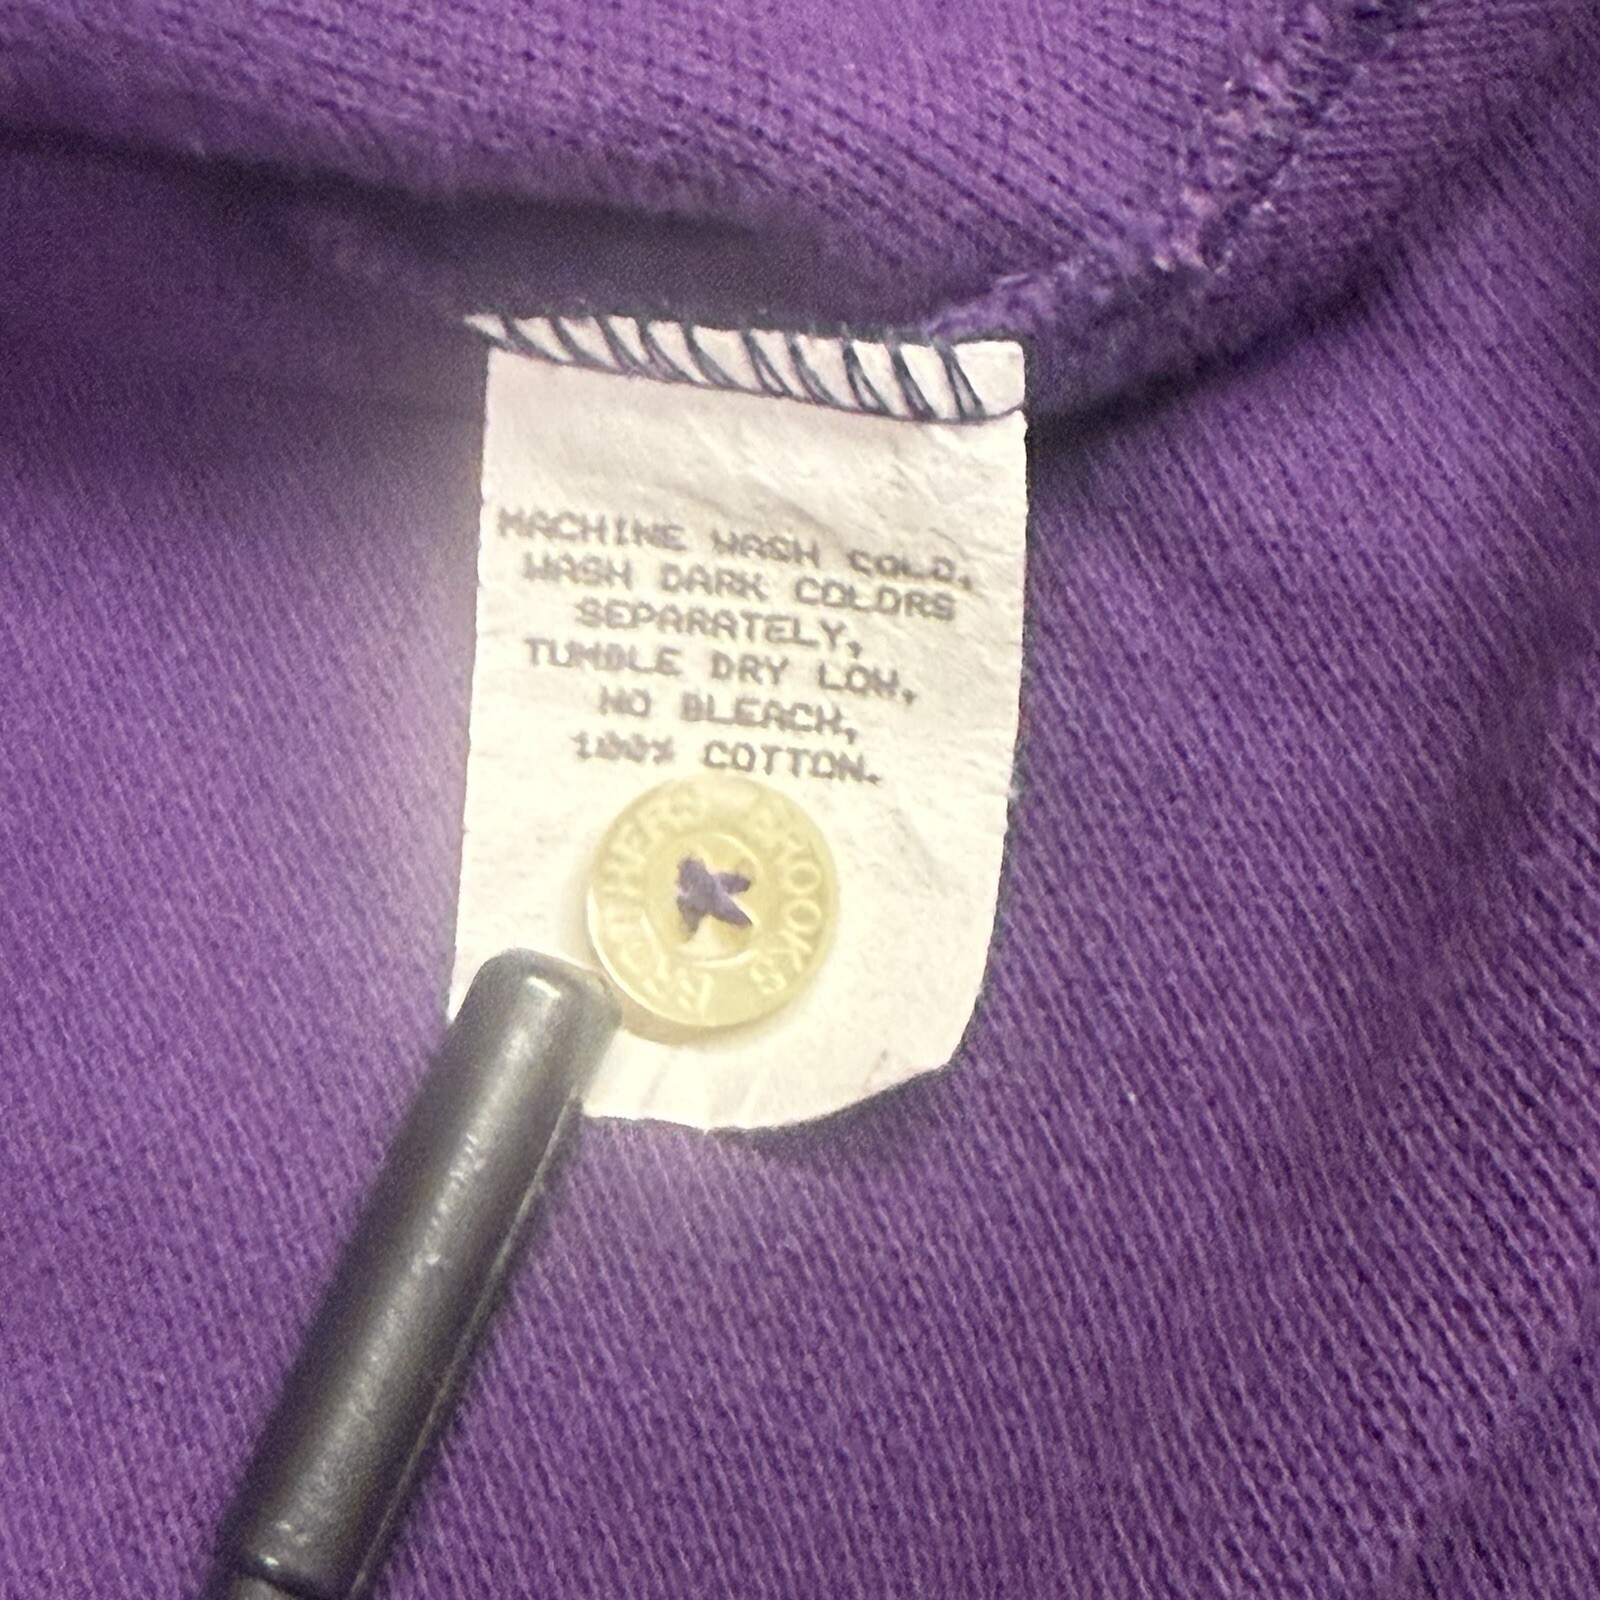 MACHINE WASH COLD,
WASH DARK COLORS
SEPARATELY,
TUMBLE DRY LOW,
NO BLEACH,
100% COTTON.
BROOKS BROTHERS